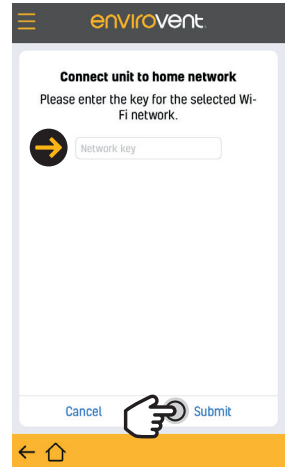 envirovent
Connect unit to home network
Please enter the key for the selected Wi-
Fi network.
Network key
Cancel Submit